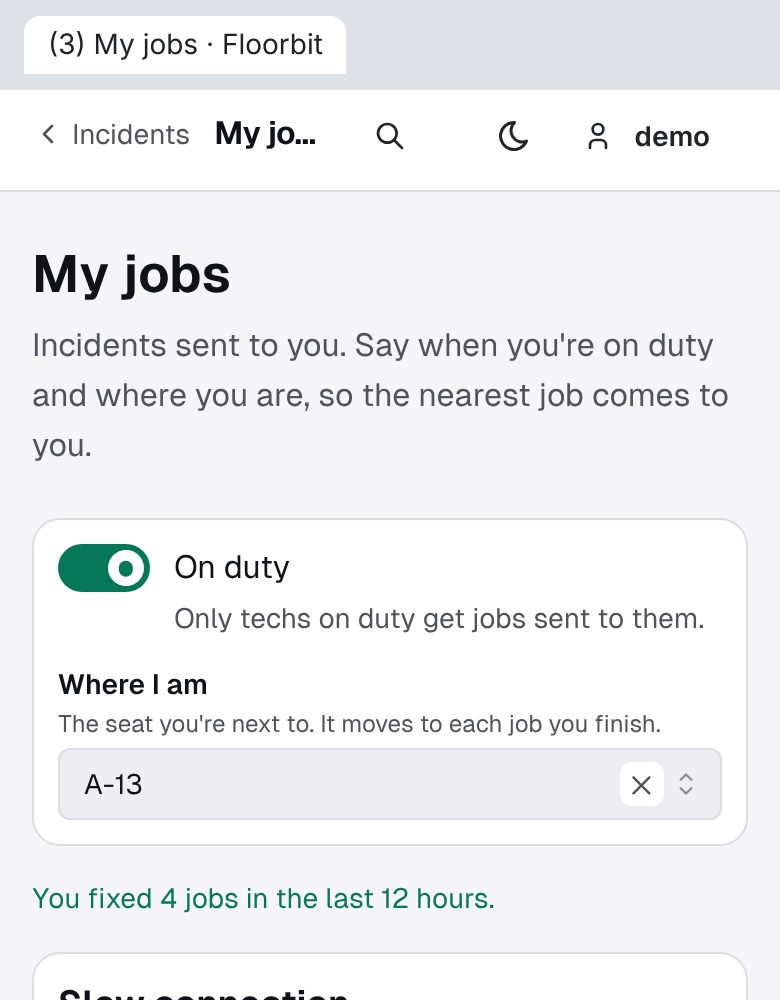 (3) My jobs · Floorbit
Incidents My jo...
demo
My jobs
Incidents sent to you. Say when you're on duty
and where you are, so the nearest job comes to
you.
On duty
Only techs on duty get jobs sent to them.
Where I am
The seat you're next to. It moves to each job you finish.
A-13
You fixed 4 jobs in the last 12 hours.
Slow connection